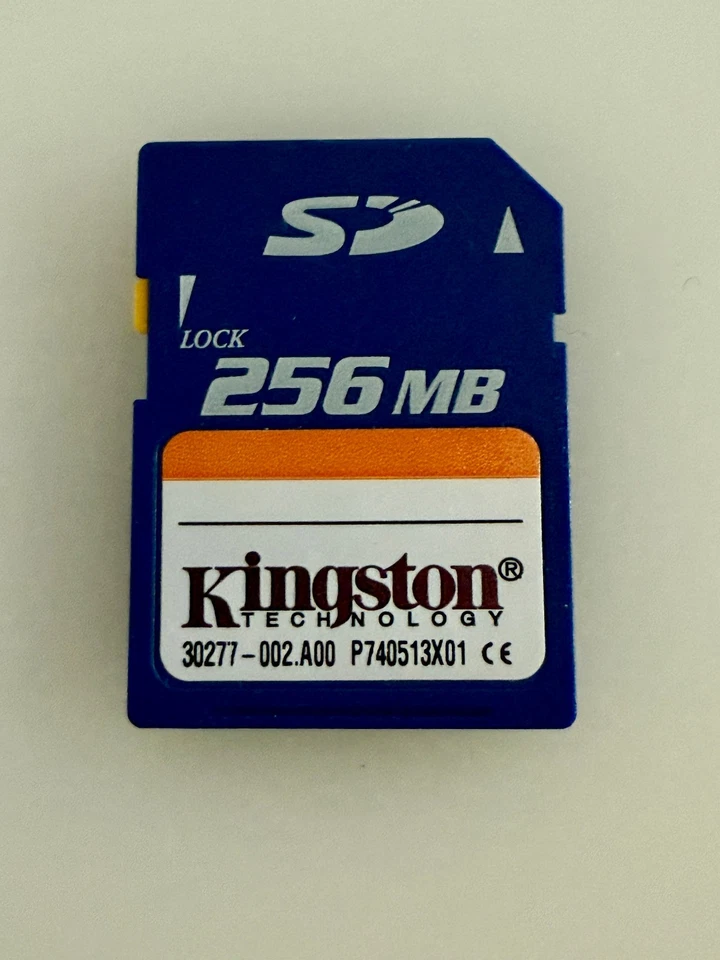 SD
LOCK
256 MB
Kingston®
TECHNOLOGY
30277-002.A00 P740513X01 CE